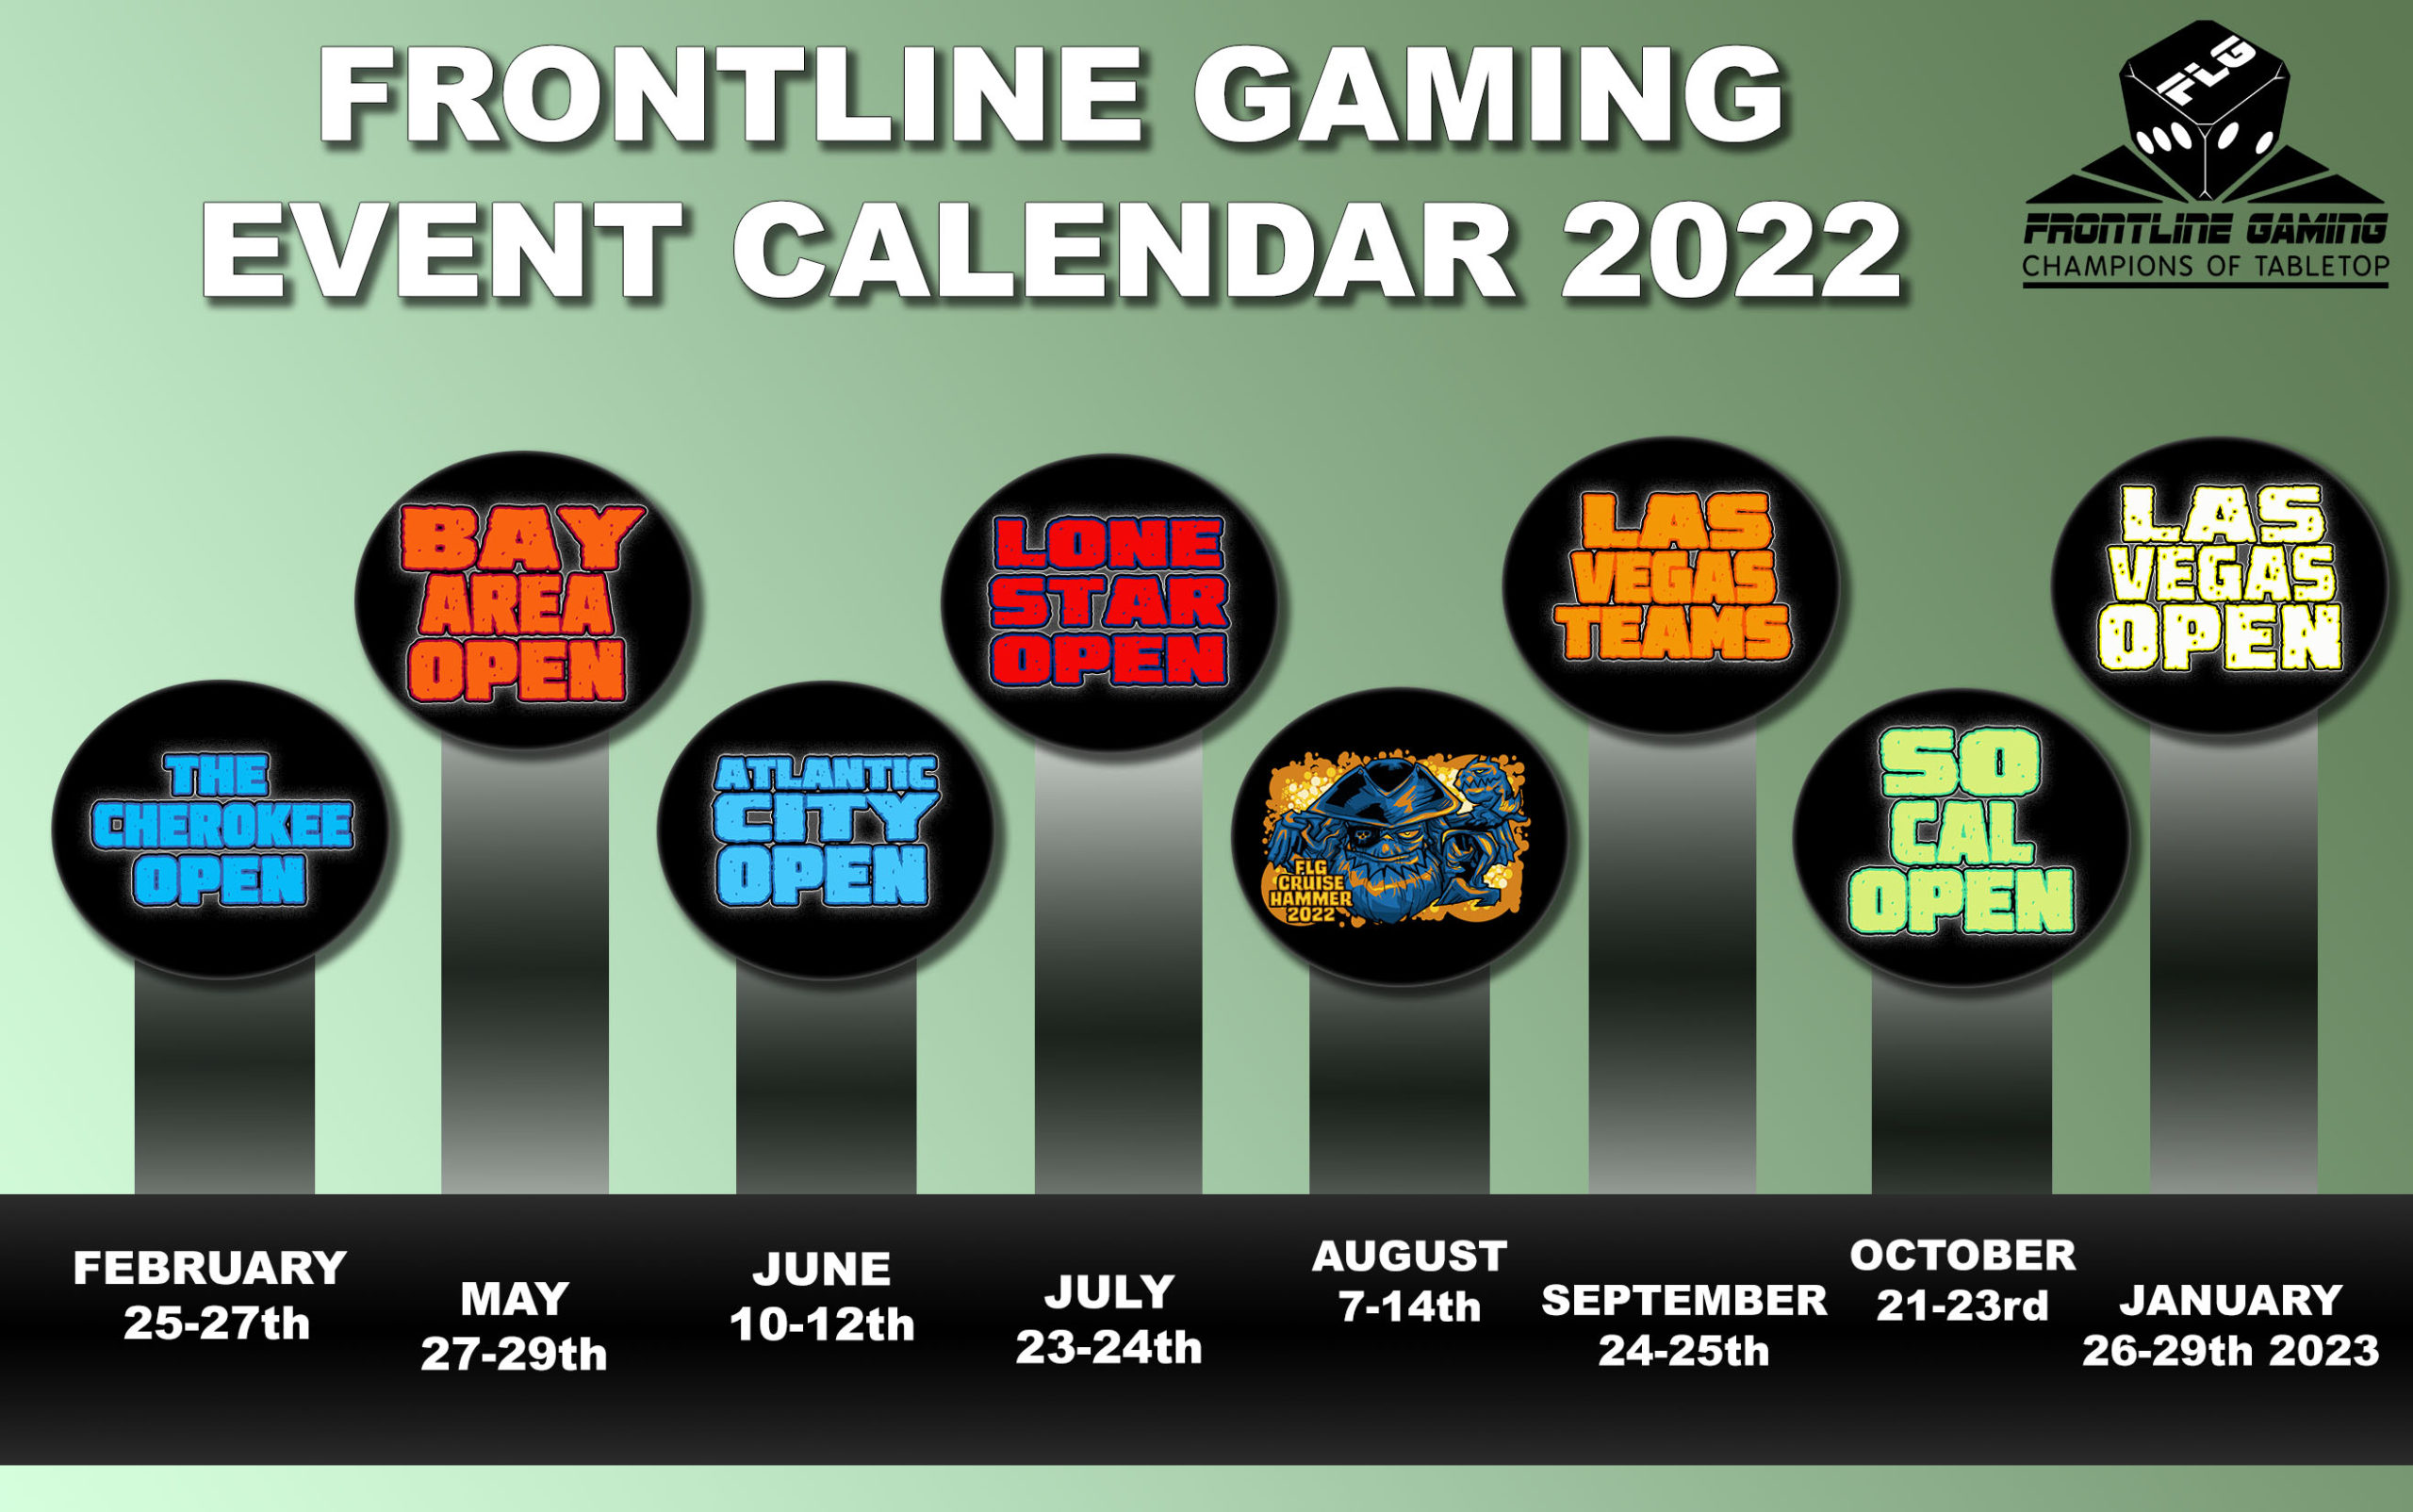 FRONTLINE GAMING
EVENT CALENDAR 2022
FLG
FRONTLINE GAMING
CHAMPIONS OF TABLETOP
THE
CHEROKEE
OPEN
BAY
AREA
OPEN
ATLANTIC
CITY
OPEN
LONE
STAR
OPEN
FLG
CRUISE
HAMMER
2022
LAS
VEGAS
TEAMS
SO
CAL
OPEN
LAS
VEGAS
OPEN
FEBRUARY
25-27th
MAY
27-29th
JUNE
10-12th
JULY
23-24th
AUGUST
7-14th
SEPTEMBER
24-25th
OCTOBER
21-23rd
JANUARY
26-29th 2023